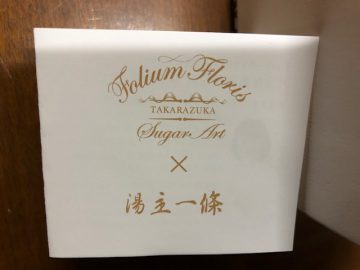 Folium Floris
TAKARAZUKA
Sugar Art
×
湯主一條